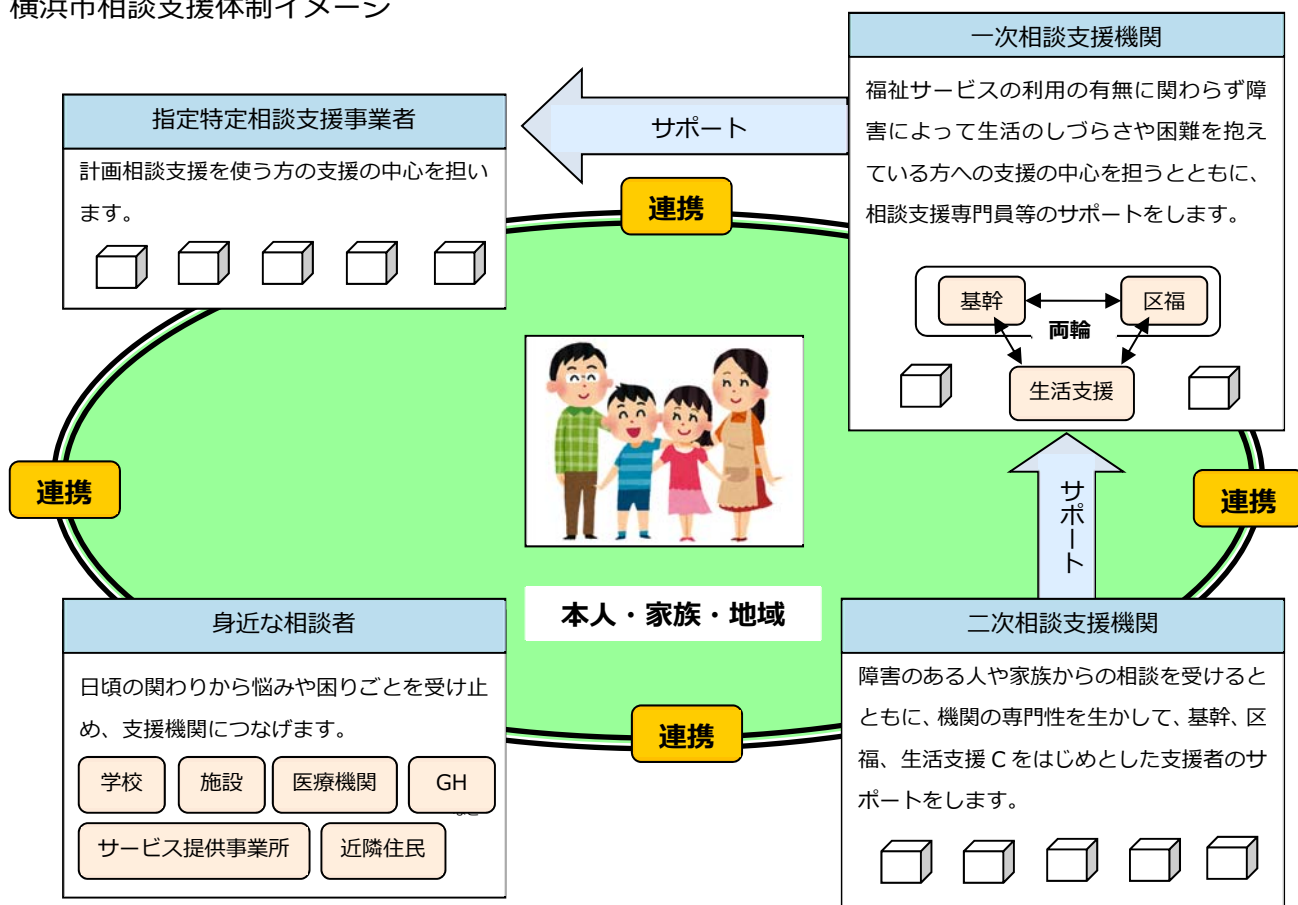 横浜市相談支援体制イメージ
一次相談支援機関
福祉サービスの利用の有無に関わらず障
害によって生活のしづらさや困難を抱え
ている方への支援の中心を担うとともに、
相談支援専門員等のサポートをします。
基幹
区福
両輪
生活支援
指定特定相談支援事業者
計画相談支援を使う方の支援の中心を担い
ます。
サポート
連携
連携
連携
サポート
本人・家族・地域
身近な相談者
日頃の関わりから悩みや困りごとを受け止
め、支援機関につなげます。
学校
施設
医療機関
GH
サービス提供事業所
近隣住民
連携
二次相談支援機関
障害のある人や家族からの相談を受けると
ともに、機関の専門性を生かして、基幹、区
福、生活支援 C をはじめとした支援者のサ
ポートをします。